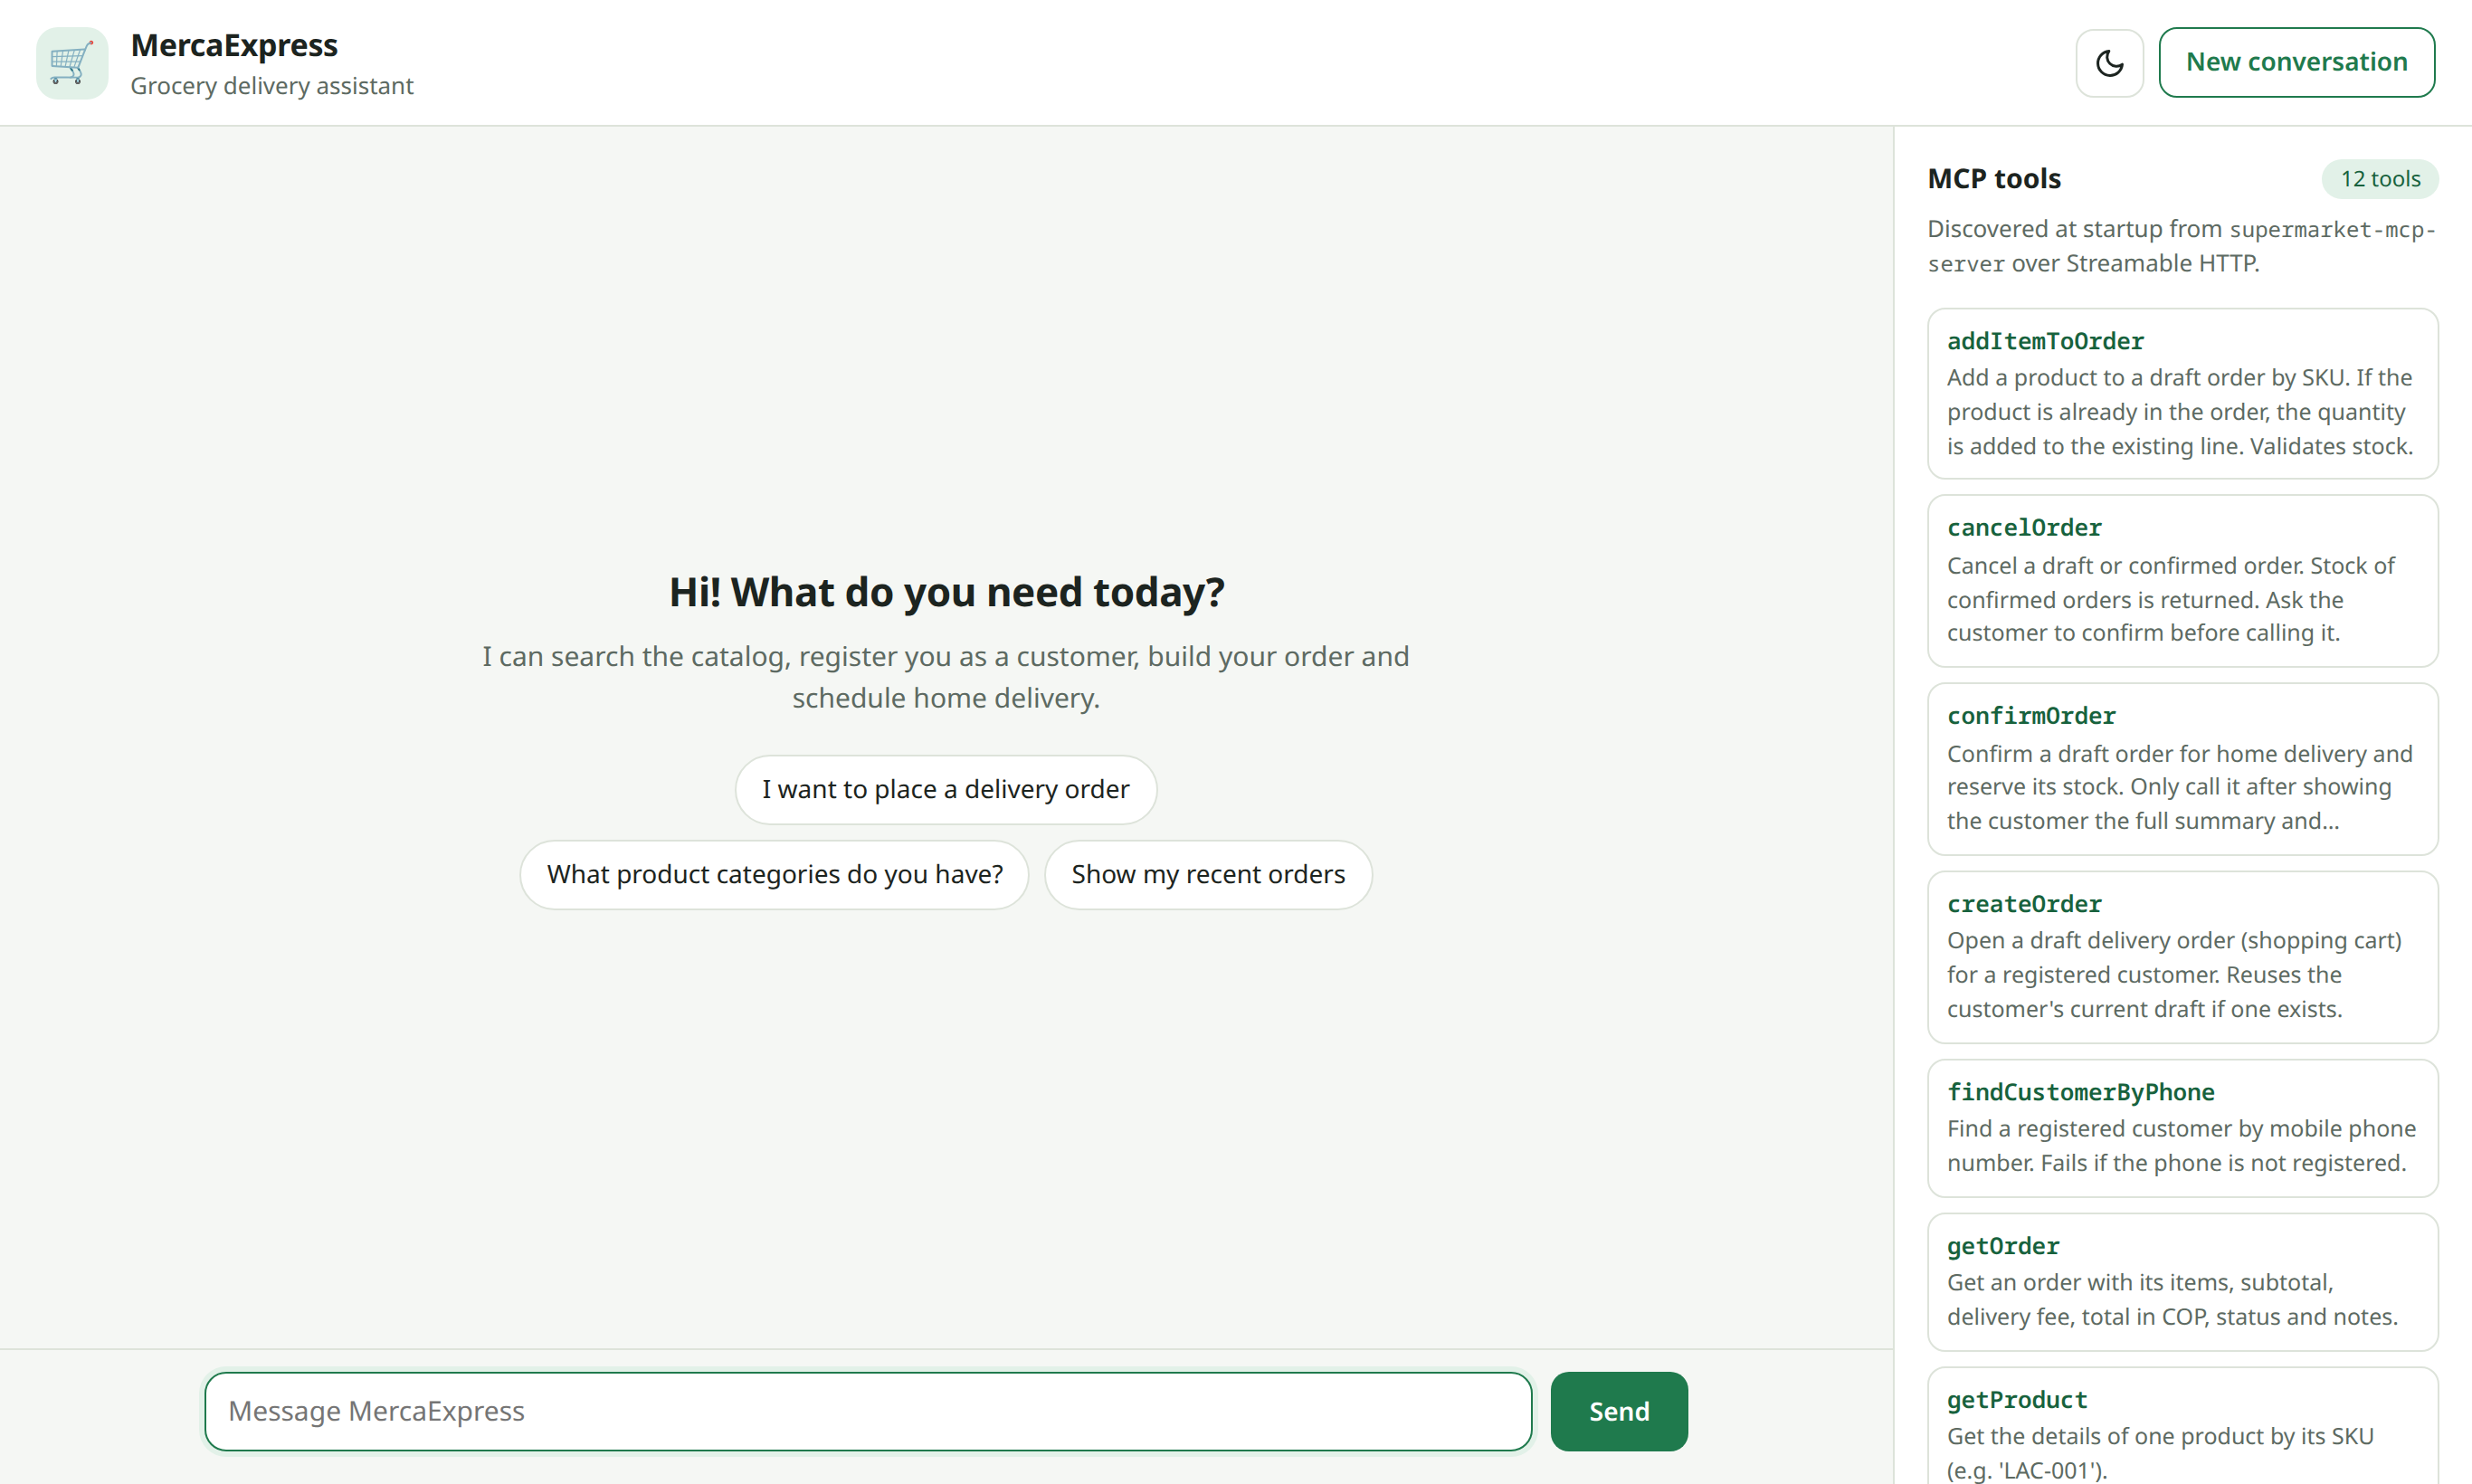 MercaExpress
Grocery delivery assistant
New conversation
Hi! What do you need today?
I can search the catalog, register you as a customer, build your order and
schedule home delivery.
I want to place a delivery order
What product categories do you have?
Show my recent orders
Message MercaExpress
Send
MCP tools
12 tools
Discovered at startup from supermarket-mcp-
server over Streamable HTTP.
addItemToOrder
Add a product to a draft order by SKU. If the
product is already in the order, the quantity
is added to the existing line. Validates stock.
cancelOrder
Cancel a draft or confirmed order. Stock of
confirmed orders is returned. Ask the
customer to confirm before calling it.
confirmOrder
Confirm a draft order for home delivery and
reserve its stock. Only call it after showing
the customer the full summary and...
createOrder
Open a draft delivery order (shopping cart)
for a registered customer. Reuses the
customer's current draft if one exists.
findCustomerByPhone
Find a registered customer by mobile phone
number. Fails if the phone is not registered.
getOrder
Get an order with its items, subtotal,
delivery fee, total in COP, status and notes.
getProduct
Get the details of one product by its SKU
(e.g. 'LAC-001').